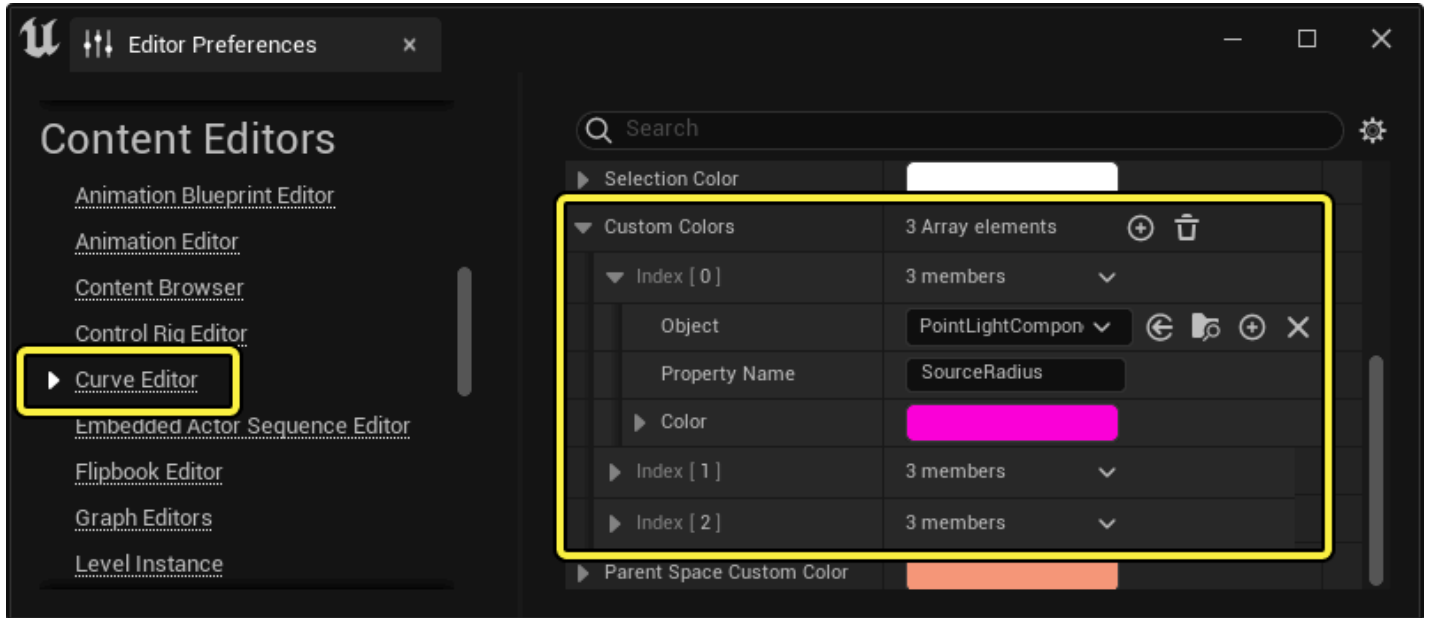 Editor Preferences
Content Editors
Animation Blueprint Editor
Animation Editor
Content Browser
Control Rig Editor
Curve Editor
Embedded Actor Sequence Editor
Flipbook Editor
Graph Editors
Level Instance
Search
Selection Color
Custom Colors 3 Array elements
Index [ 0 ] 3 members
Object PointLightCompon
Property Name SourceRadius
Color
Index [ 1 ] 3 members
Index [ 2 ] 3 members
Parent Space Custom Color